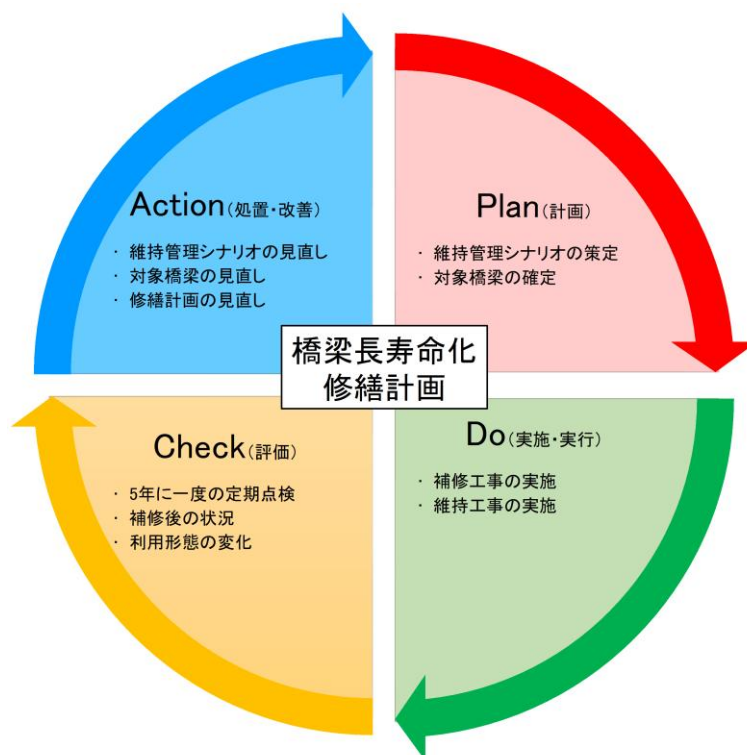 Action(処置・改善)
・ 維持管理シナリオの見直し
・ 対象橋梁の見直し
・ 修繕計画の見直し
Plan(計画)
・ 維持管理シナリオの策定
・ 対象橋梁の確定
橋梁長寿命化
修繕計画
Check(評価)
・ 5年に一度の定期点検
・ 補修後の状況
・ 利用形態の変化
Do(実施・実行)
・ 補修工事の実施
・ 維持工事の実施